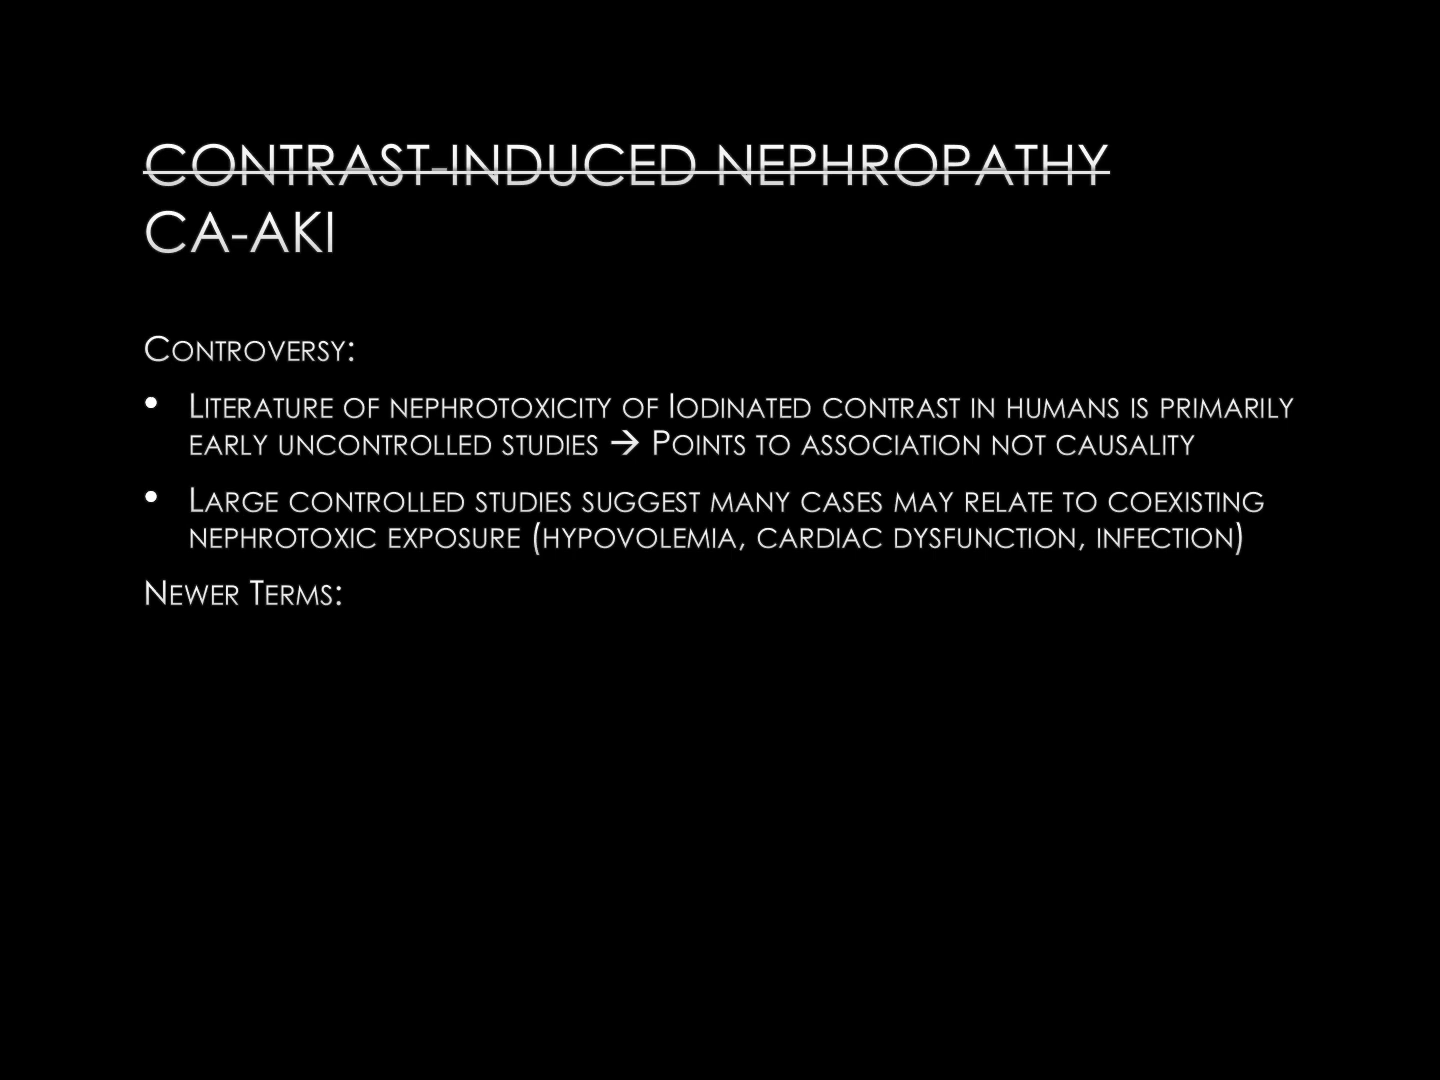 CONTRAST-INDUCED NEPHROPATHY
CA-AKI
Controversy:
• Literature of nephrotoxicity of Iodinated contrast in humans is primarily
early uncontrolled studies → Points to association not causality
• Large controlled studies suggest many cases may relate to coexisting
nephrotoxic exposure (hypovolemia, cardiac dysfunction, infection)
Newer Terms: